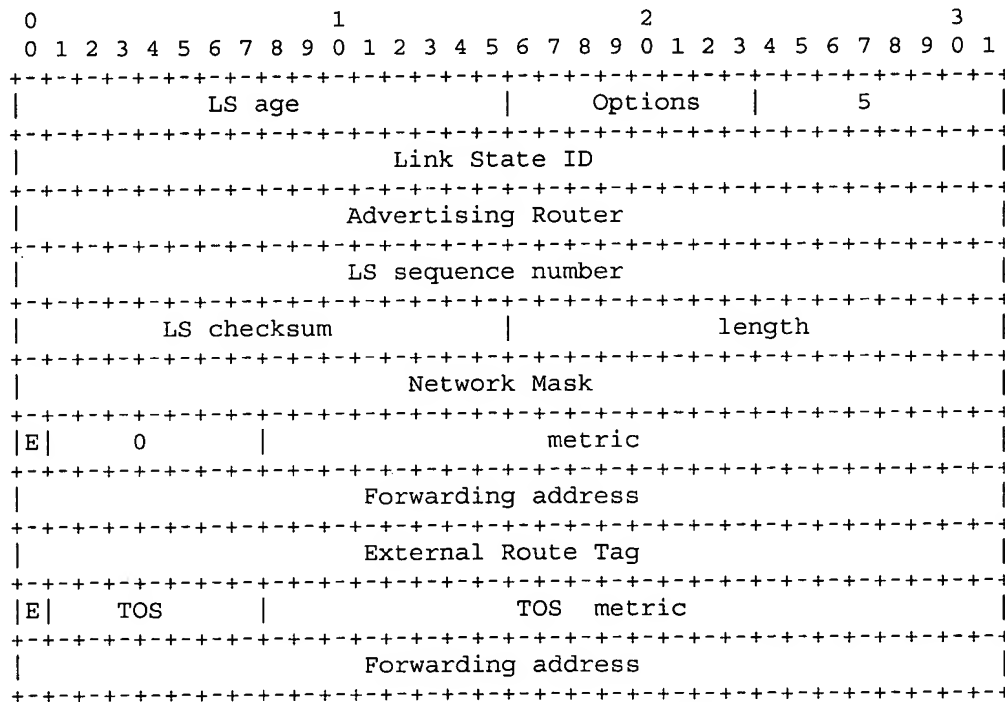 0                   1                   2                   3
0 1 2 3 4 5 6 7 8 9 0 1 2 3 4 5 6 7 8 9 0 1 2 3 4 5 6 7 8 9 0 1
+-+-+-+-+-+-+-+-+-+-+-+-+-+-+-+-+-+-+-+-+-+-+-+-+-+-+-+-+-+-+-+-+
| LS age | Options | 5 |
+-+-+-+-+-+-+-+-+-+-+-+-+-+-+-+-+-+-+-+-+-+-+-+-+-+-+-+-+-+-+-+-+
| Link State ID |
+-+-+-+-+-+-+-+-+-+-+-+-+-+-+-+-+-+-+-+-+-+-+-+-+-+-+-+-+-+-+-+-+
| Advertising Router |
+-+-+-+-+-+-+-+-+-+-+-+-+-+-+-+-+-+-+-+-+-+-+-+-+-+-+-+-+-+-+-+-+
| LS sequence number |
+-+-+-+-+-+-+-+-+-+-+-+-+-+-+-+-+-+-+-+-+-+-+-+-+-+-+-+-+-+-+-+-+
| LS checksum | length |
+-+-+-+-+-+-+-+-+-+-+-+-+-+-+-+-+-+-+-+-+-+-+-+-+-+-+-+-+-+-+-+-+
| Network Mask |
+-+-+-+-+-+-+-+-+-+-+-+-+-+-+-+-+-+-+-+-+-+-+-+-+-+-+-+-+-+-+-+-+
|E| 0 | metric |
+-+-+-+-+-+-+-+-+-+-+-+-+-+-+-+-+-+-+-+-+-+-+-+-+-+-+-+-+-+-+-+-+
| Forwarding address |
+-+-+-+-+-+-+-+-+-+-+-+-+-+-+-+-+-+-+-+-+-+-+-+-+-+-+-+-+-+-+-+-+
| External Route Tag |
+-+-+-+-+-+-+-+-+-+-+-+-+-+-+-+-+-+-+-+-+-+-+-+-+-+-+-+-+-+-+-+-+
|E| TOS | TOS metric |
+-+-+-+-+-+-+-+-+-+-+-+-+-+-+-+-+-+-+-+-+-+-+-+-+-+-+-+-+-+-+-+-+
| Forwarding address |
+-+-+-+-+-+-+-+-+-+-+-+-+-+-+-+-+-+-+-+-+-+-+-+-+-+-+-+-+-+-+-+-+